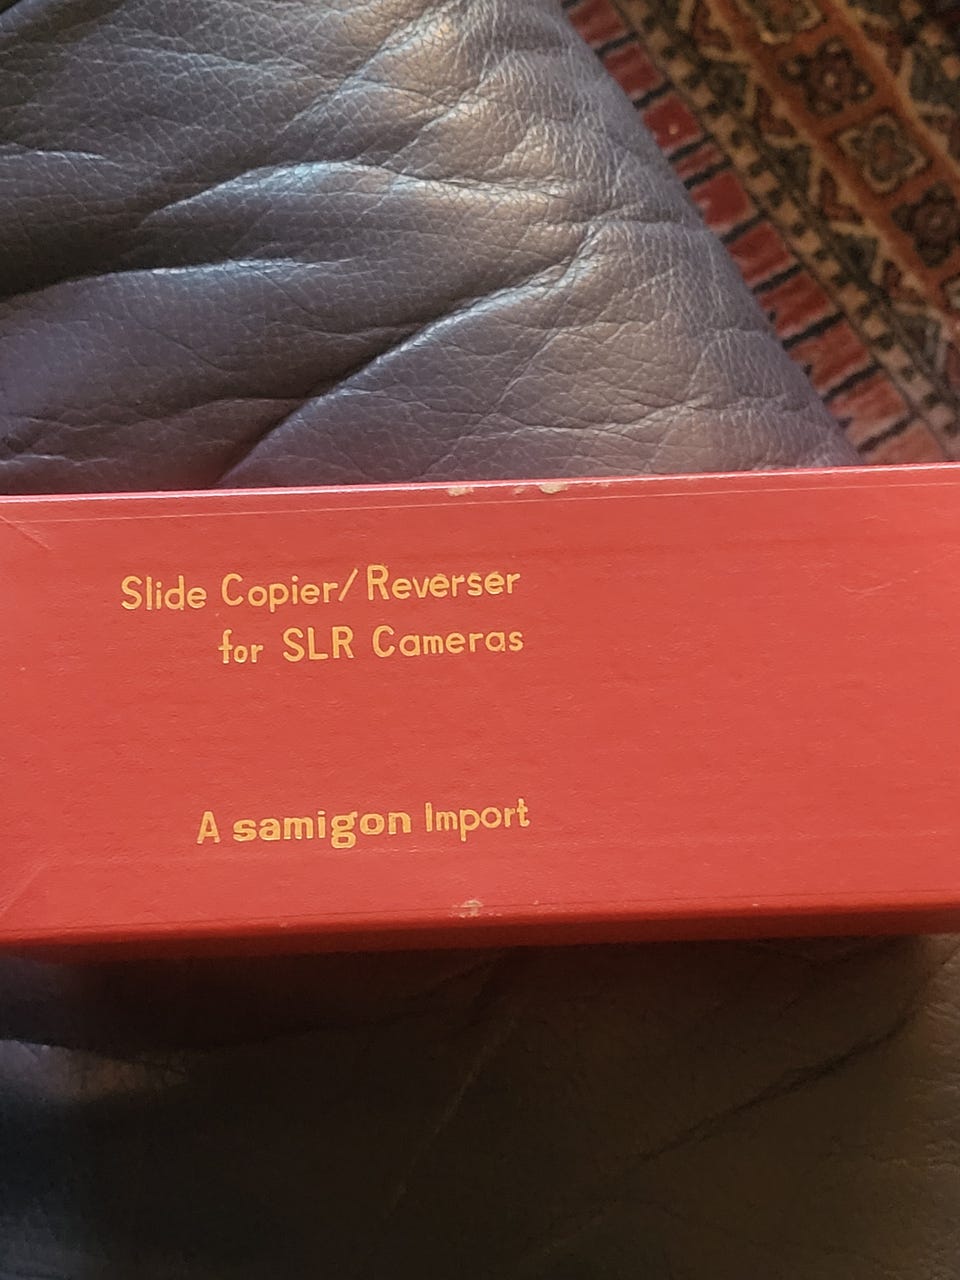 Slide Copier/Reverser
for SLR Cameras
A samigon Import